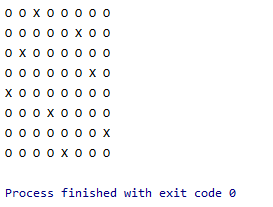 O O X O O O O O
O O O O O X O O
O X O O O O O O
O O O O O O X O
X O O O O O O O
O O O X O O O O
O O O O O O O X
O O O O X O O O
Process finished with exit code 0